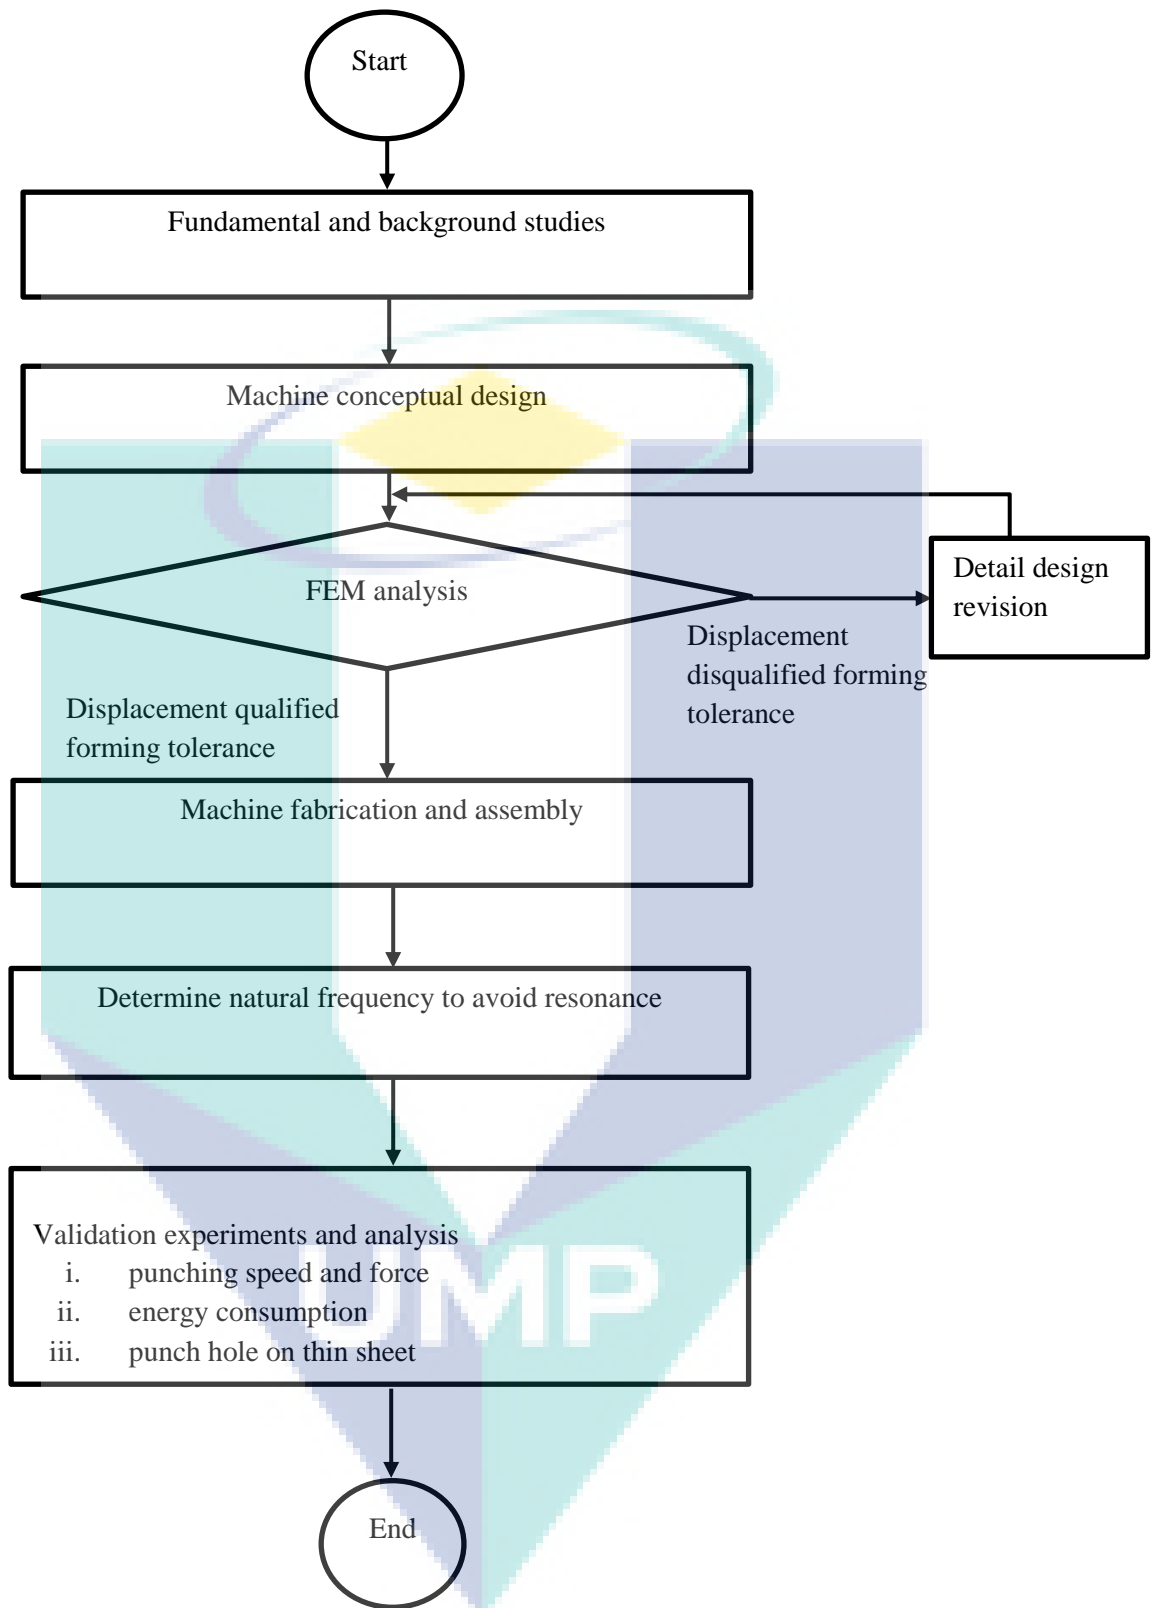 Start
Fundamental and background studies
Machine conceptual design
FEM analysis
Detail design
revision
Displacement
disqualified forming
tolerance
Displacement qualified
forming tolerance
Machine fabrication and assembly
Determine natural frequency to avoid resonance
Validation experiments and analysis
i. punching speed and force
ii. energy consumption
iii. punch hole on thin sheet
UMP
End